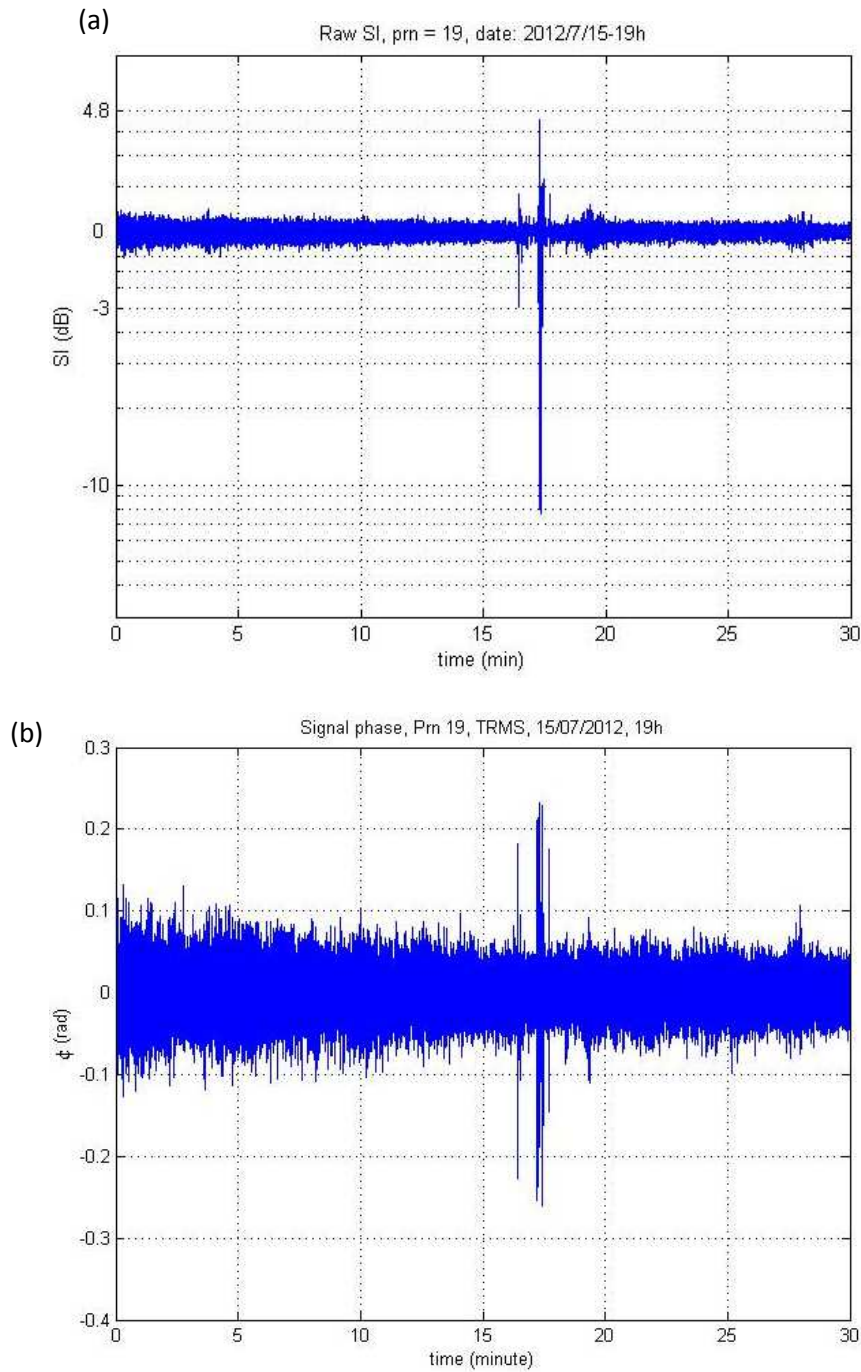 (a)
Raw SI, prn = 19, date: 2012/7/15-19h
SI (dB)
4.8
0
-3
-10
0 5 10 15 20 25 30
time (min)
(b)
Signal phase, Prn 19, TRMS, 15/07/2012, 19h
ϕ (rad)
0.3
0.2
0.1
0
-0.1
-0.2
-0.3
-0.4
0 5 10 15 20 25 30
time (minute)